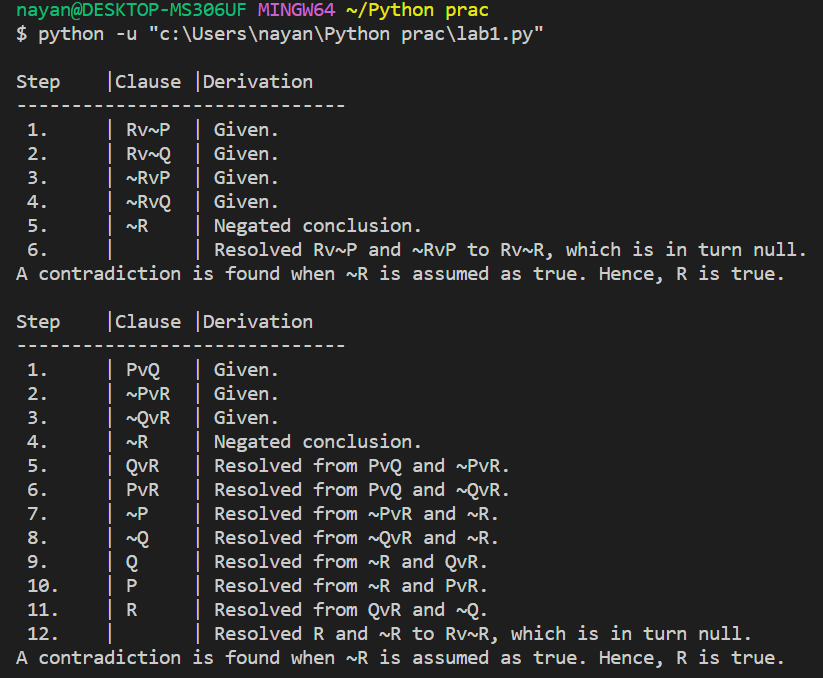 nayan@DESKTOP-MS306UF MINGW64 ~/Python prac
$ python -u "c:\Users\nayan\Python prac\lab1.py"
Step    |Clause |Derivation
------------------------------
 1.     | Rv~P  | Given.
 2.     | Rv~Q  | Given.
 3.     | ~RvP  | Given.
 4.     | ~RvQ  | Given.
 5.     | ~R    | Negated conclusion.
 6.     |       | Resolved Rv~P and ~RvP to Rv~R, which is in turn null.
A contradiction is found when ~R is assumed as true. Hence, R is true.
Step    |Clause |Derivation
------------------------------
 1.     | PvQ   | Given.
 2.     | ~PvR  | Given.
 3.     | ~QvR  | Given.
 4.     | ~R    | Negated conclusion.
 5.     | QvR   | Resolved from PvQ and ~PvR.
 6.     | PvR   | Resolved from PvQ and ~QvR.
 7.     | ~P    | Resolved from ~PvR and ~R.
 8.     | ~Q    | Resolved from ~QvR and ~R.
 9.     | Q     | Resolved from ~R and QvR.
 10.    | P     | Resolved from ~R and PvR.
 11.    | R     | Resolved from QvR and ~Q.
 12.    |       | Resolved R and ~R to Rv~R, which is in turn null.
A contradiction is found when ~R is assumed as true. Hence, R is true.